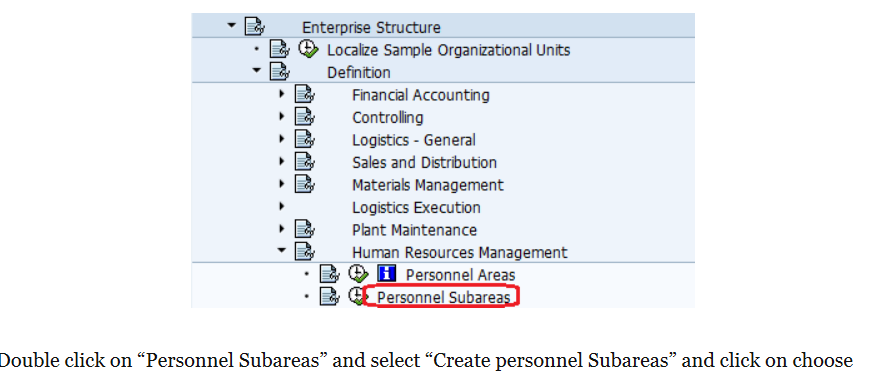 Enterprise Structure
Localize Sample Organizational Units
Definition
Financial Accounting
Controlling
Logistics - General
Sales and Distribution
Materials Management
Logistics Execution
Plant Maintenance
Human Resources Management
Personnel Areas
Personnel Subareas
Double click on “Personnel Subareas” and select “Create personnel Subareas” and click on choose